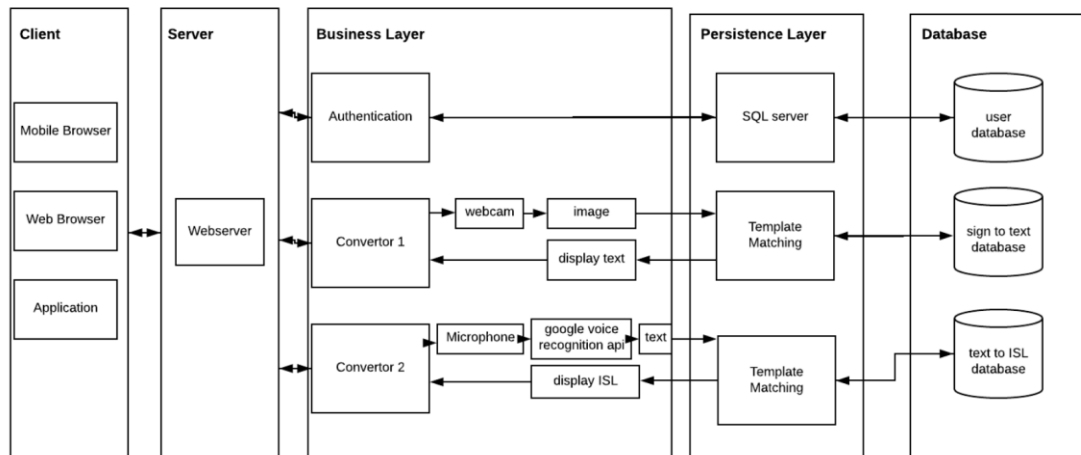 Client
Server
Business Layer
Persistence Layer
Database
Mobile Browser
Web Browser
Application
Webserver
Authentication
SQL server
user
database
Convertor 1
webcam
image
display text
Template
Matching
sign to text
database
Convertor 2
Microphone
google voice
recognition api
text
display ISL
Template
Matching
text to ISL
database